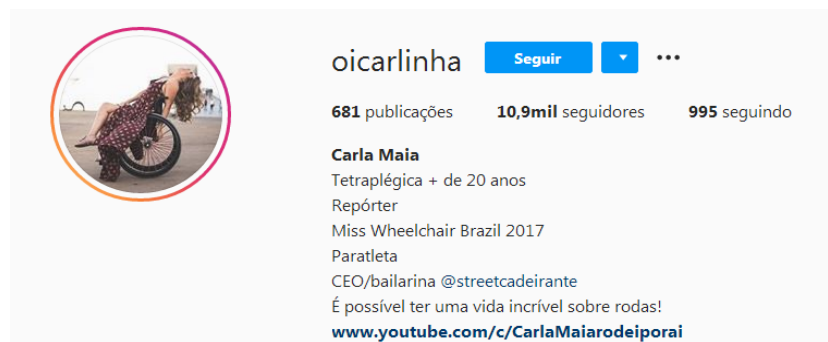 oicarlinha Seguir
681 publicações 10,9mil seguidores 995 seguindo
Carla Maia
Tetraplégica + de 20 anos
Repórter
Miss Wheelchair Brazil 2017
Paratleta
CEO/bailarina @streetcadeirante
É possível ter uma vida incrível sobre rodas!
www.youtube.com/c/CarlaMaiarodeiporai